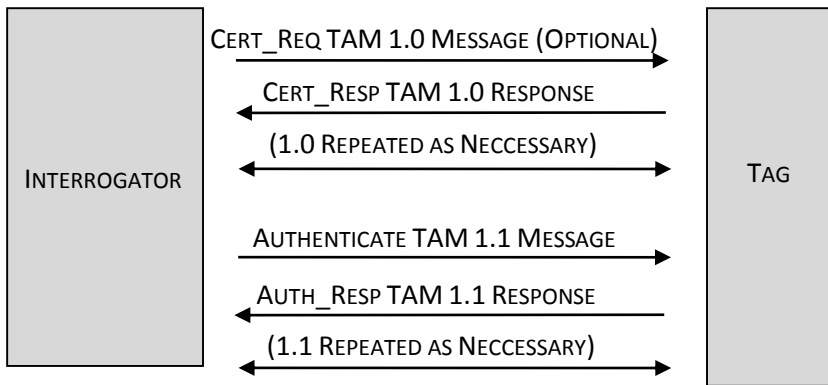 CERT_REQ TAM 1.0 MESSAGE (OPTIONAL)
CERT_RESP TAM 1.0 RESPONSE
(1.0 REPEATED AS NECCESSARY)
INTERROGATOR
TAG
AUTHENTICATE TAM 1.1 MESSAGE
AUTH_RESP TAM 1.1 RESPONSE
(1.1 REPEATED AS NECCESSARY)